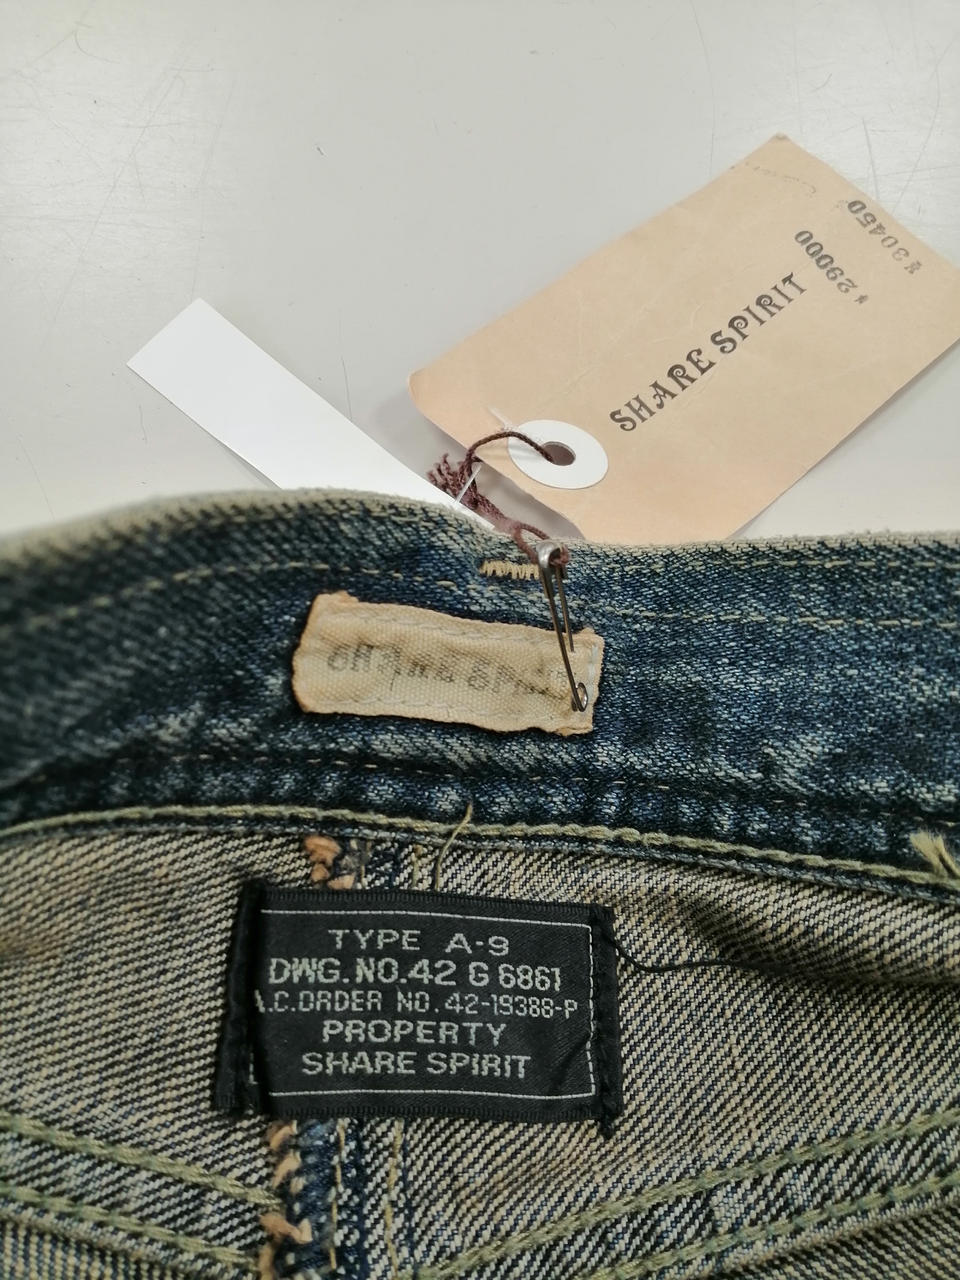 SHARE SPIRIT
¥29000
¥30450
TYPE A-9
DWG.NO.42 G 6861
A.C.ORDER NO.42-19388-P
PROPERTY
SHARE SPIRIT